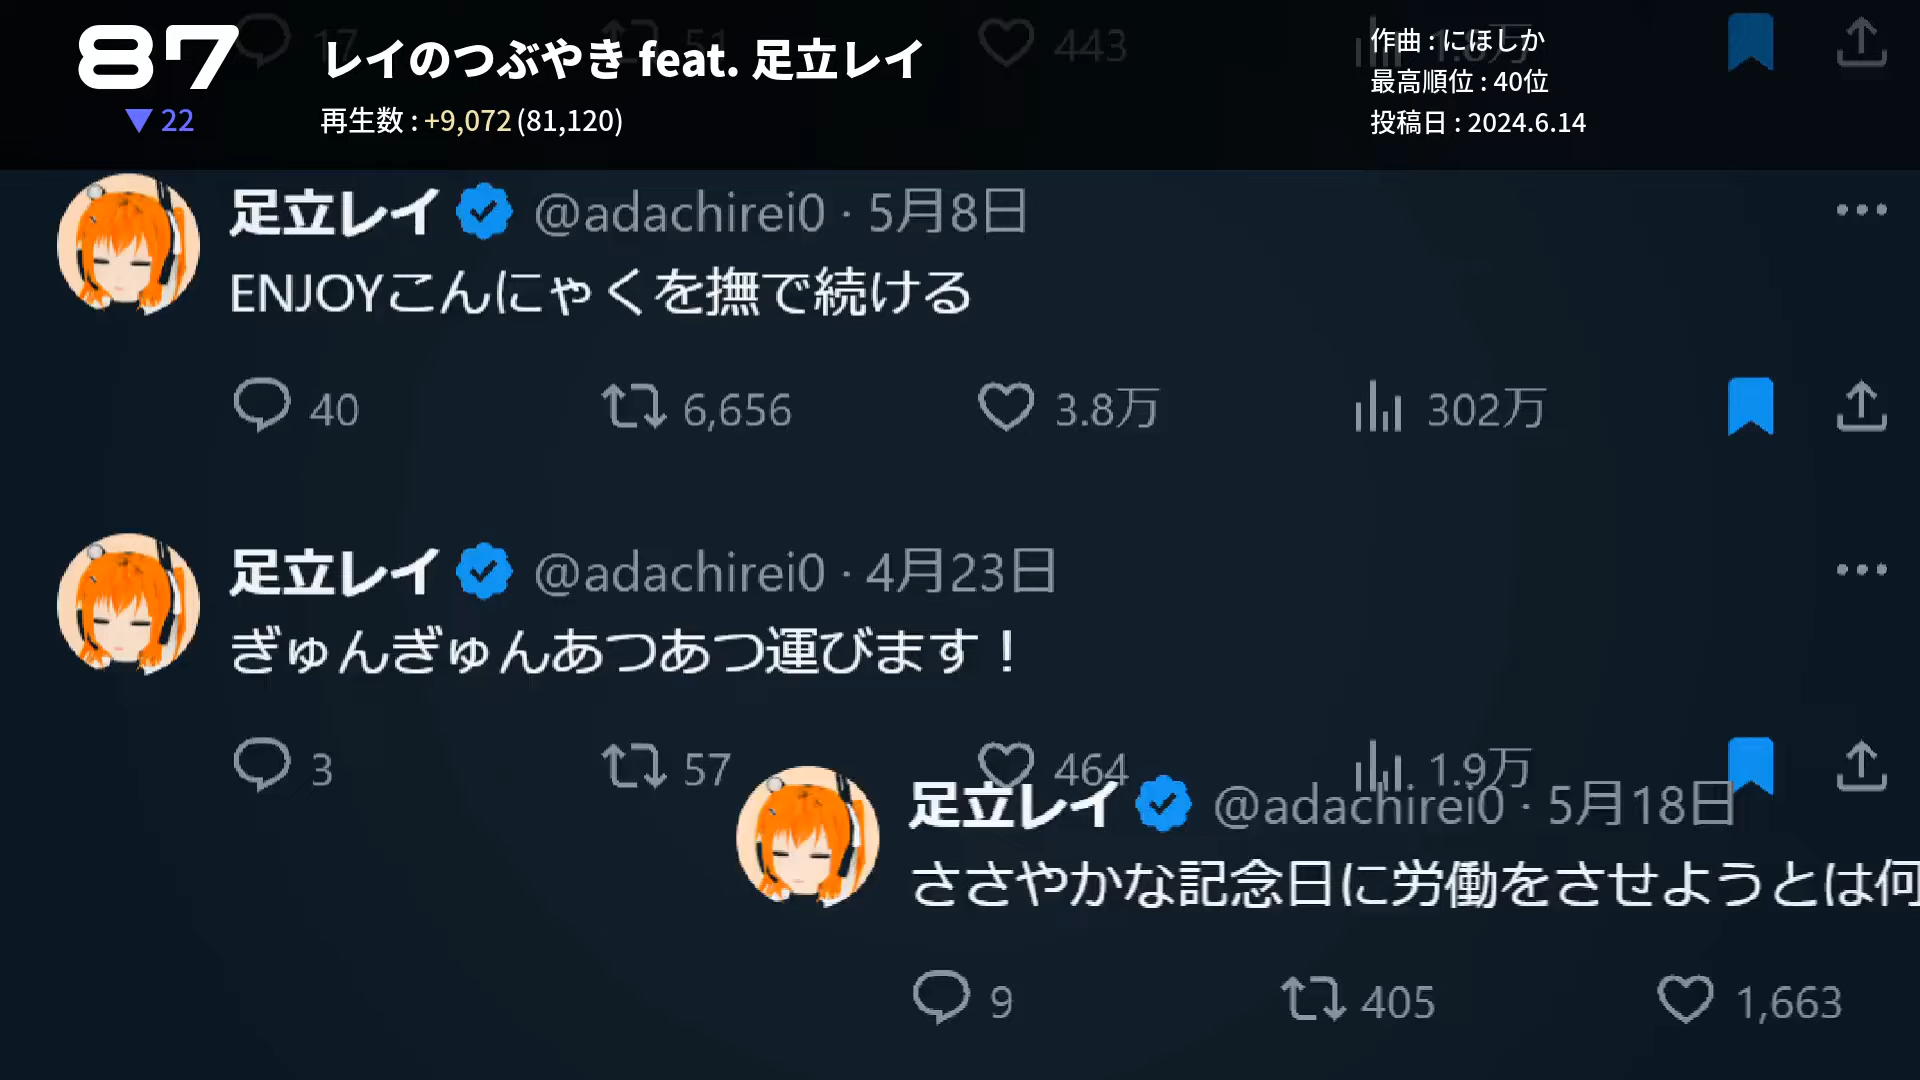 87
▼22
レイのつぶやき feat. 足立レイ
再生数 : +9,072 (81,120)
作曲 : にほしか
最高順位 : 40位
投稿日 : 2024.6.14
17 51 443 1.8万
足立レイ @adachirei0 · 5月8日
ENJOYこんにゃくを撫で続ける
40 6,656 3.8万 302万
足立レイ @adachirei0 · 4月23日
ぎゅんぎゅんあつあつ運びます！
3 57 464 1.9万
足立レイ @adachirei0 · 5月18日
ささやかな記念日に労働をさせようとは何
9 405 1,663